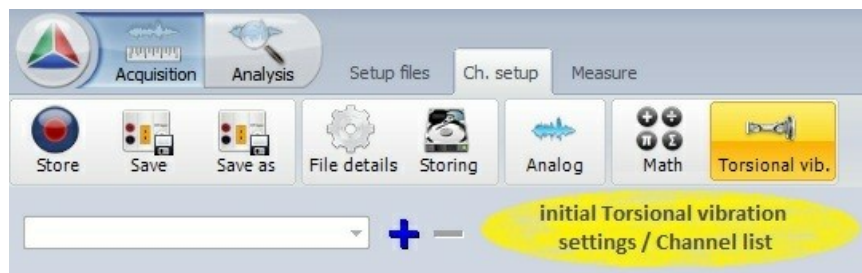 Acquisition Analysis Setup files Ch. setup Measure
Store Save Save as File details Storing Analog Math Torsional vib.
initial Torsional vibration
settings / Channel list